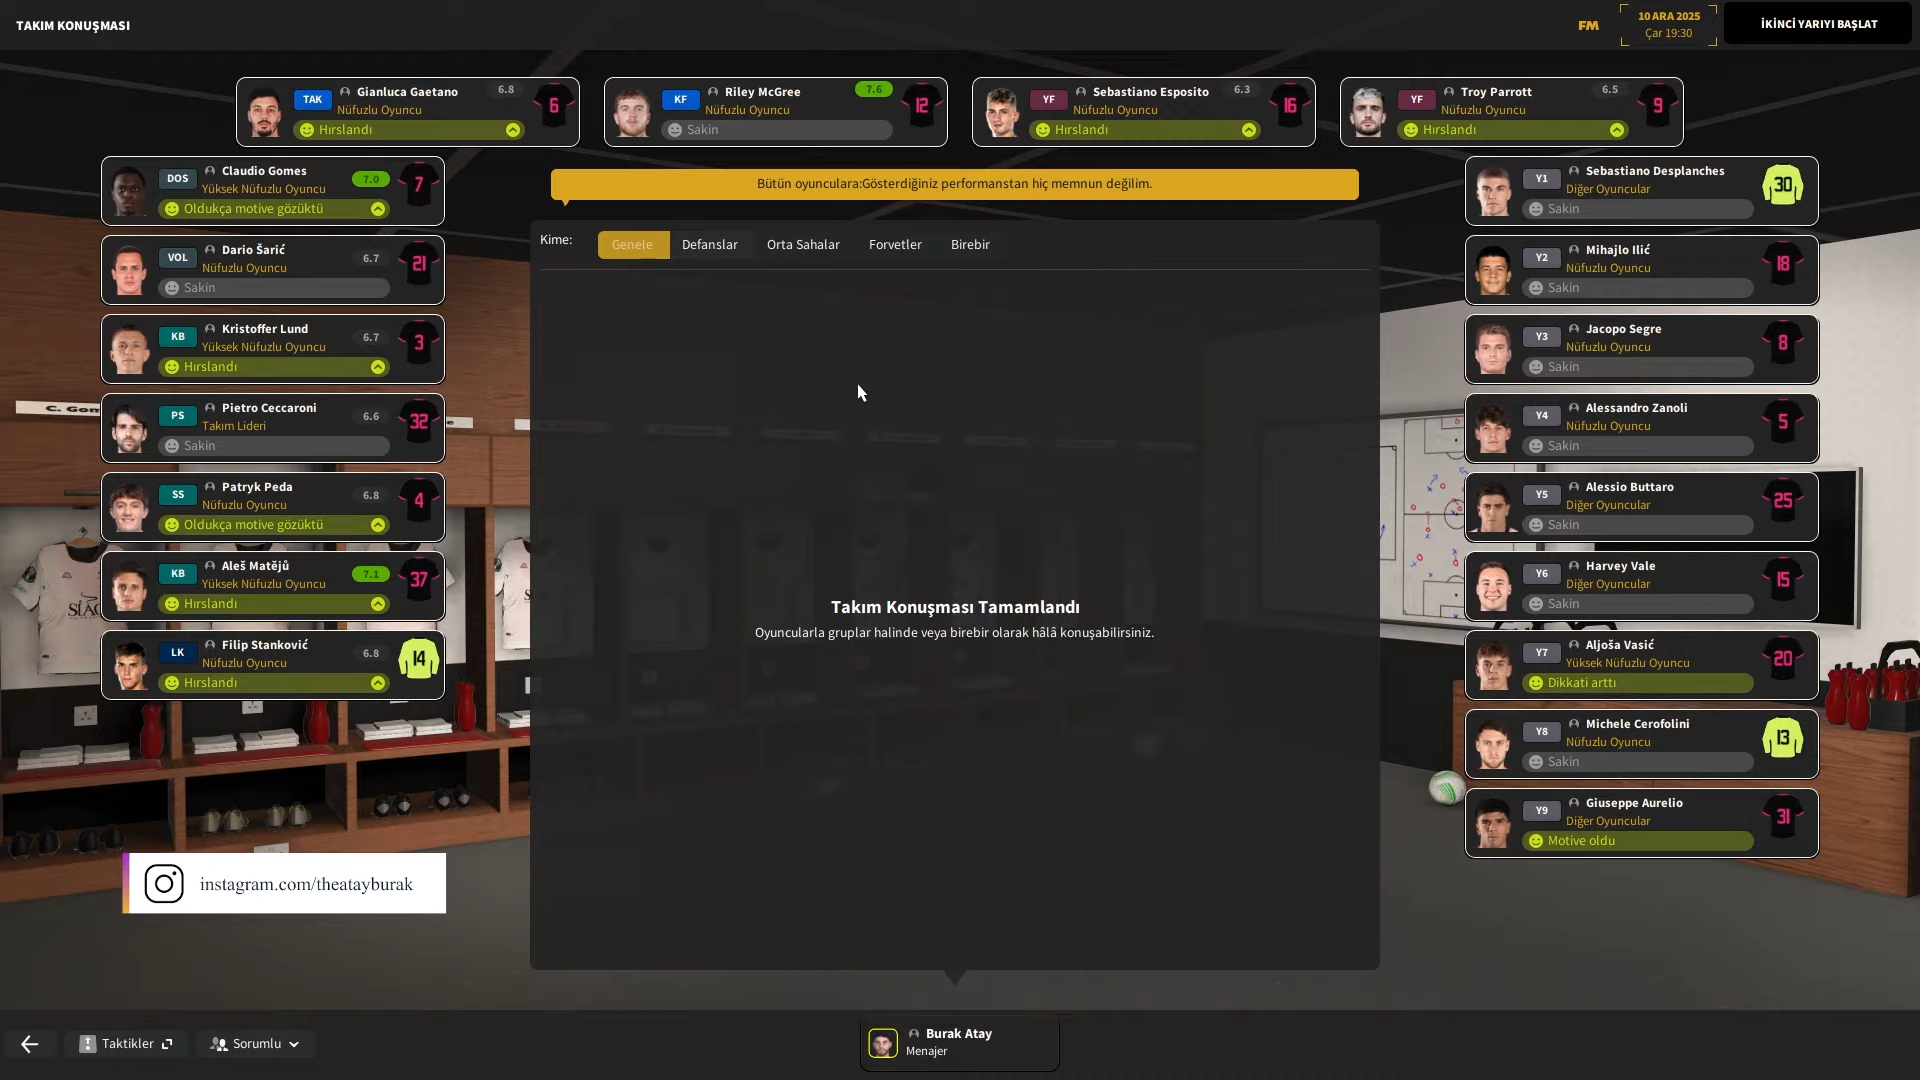 TAKIM KONUŞMASI
FM
10 ARA 2025
Çar 19:30
İKİNCİ YARIYI BAŞLAT
TAK
Gianluca Gaetano
6.8
Nüfuzlu Oyuncu
Hırslandı
6
KF
Riley McGree
7.6
Nüfuzlu Oyuncu
Sakin
12
YF
Sebastiano Esposito
6.3
Nüfuzlu Oyuncu
Hırslandı
16
YF
Troy Parrott
6.5
Nüfuzlu Oyuncu
Hırslandı
9
DOS
Claudio Gomes
Yüksek Nüfuzlu Oyuncu
7.0
Oldukça motive gözüktü
7
VOL
Dario Šarić
Nüfuzlu Oyuncu
6.7
Sakin
21
KB
Kristoffer Lund
Yüksek Nüfuzlu Oyuncu
6.7
Hırslandı
3
PS
Pietro Ceccaroni
Takım Lideri
6.6
Sakin
32
SS
Patryk Peda
Nüfuzlu Oyuncu
6.8
Oldukça motive gözüktü
4
KB
Aleš Matějů
Yüksek Nüfuzlu Oyuncu
7.1
Hırslandı
37
LK
Filip Stanković
Nüfuzlu Oyuncu
6.8
Hırslandı
14
C. Gom
Bütün oyunculara:Gösterdiğiniz performanstan hiç memnun değilim.
Kime:
Genele
Defanslar
Orta Sahalar
Forvetler
Birebir
Takım Konuşması Tamamlandı
Oyuncularla gruplar halinde veya birebir olarak hâlâ konuşabilirsiniz.
Y1
Sebastiano Desplanches
Diğer Oyuncular
Sakin
30
Y2
Mihajlo Ilić
Nüfuzlu Oyuncu
Sakin
18
Y3
Jacopo Segre
Nüfuzlu Oyuncu
Sakin
8
Y4
Alessandro Zanoli
Nüfuzlu Oyuncu
Sakin
5
Y5
Alessio Buttaro
Diğer Oyuncular
Sakin
25
Y6
Harvey Vale
Diğer Oyuncular
Sakin
15
Y7
Aljoša Vasić
Yüksek Nüfuzlu Oyuncu
Dikkati arttı
20
Y8
Michele Cerofolini
Nüfuzlu Oyuncu
Sakin
13
Y9
Giuseppe Aurelio
Diğer Oyuncular
Motive oldu
31
instagram.com/theatayburak
Taktikler
Sorumlu
Burak Atay
Menajer